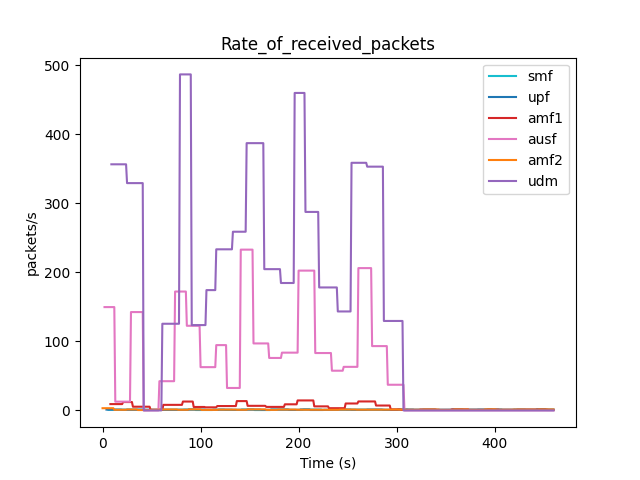 Rate_of_received_packets
packets/s
500
400
300
200
100
0
0 100 200 300 400
Time (s)
smf
upf
amf1
ausf
amf2
udm